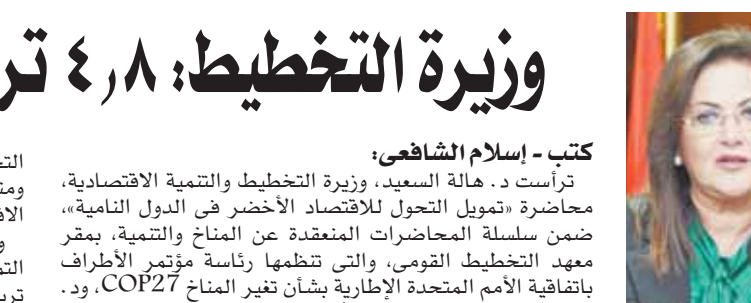 وزيرة التخطيط: ٤,٨
كتب - إسلام الشافعى:
ترأست د. هالة السعيد، وزيرة التخطيط والتنمية الاقتصادية،
محاضرة «تمويل التحول للاقتصاد الأخضر فى الدول النامية»،
ضمن سلسلة المحاضرات المنعقدة عن المناخ والتنمية، بمقر
معهد التخطيط القومى، والتى تنظمها رئاسة مؤتمر الأطراف
باتفاقية الأمم المتحدة الإطارية بشأن تغير المناخ COP27، ود.